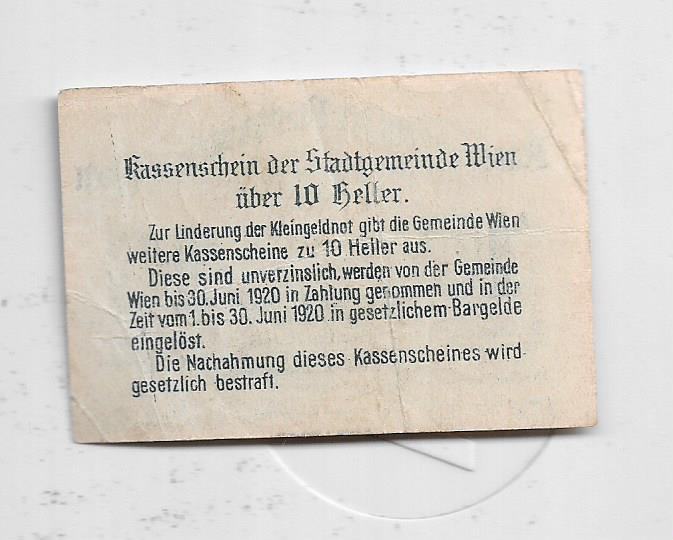 Kassenschein der Stadtgemeinde Wien
über 10 Heller.
Zur Linderung der Kleingeldnot gibt die Gemeinde Wien
weitere Kassenscheine zu 10 Heller aus.
Diese sind unverzinslich, werden von der Gemeinde
Wien bis 30. Juni 1920 in Zahlung genommen und in der
Zeit vom 1. bis 30. Juni 1920 in gesetzlichem Bargelde
eingelöst.
Die Nachahmung dieses Kassenscheines wird
gesetzlich bestraft.